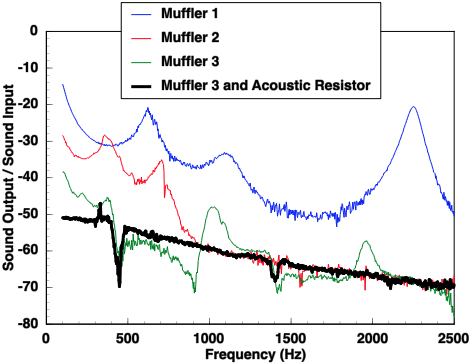 Muffler 1
Muffler 2
Muffler 3
Muffler 3 and Acoustic Resistor
Sound Output / Sound Input
0
-10
-20
-30
-40
-50
-60
-70
-80
0 500 1000 1500 2000 2500
Frequency (Hz)